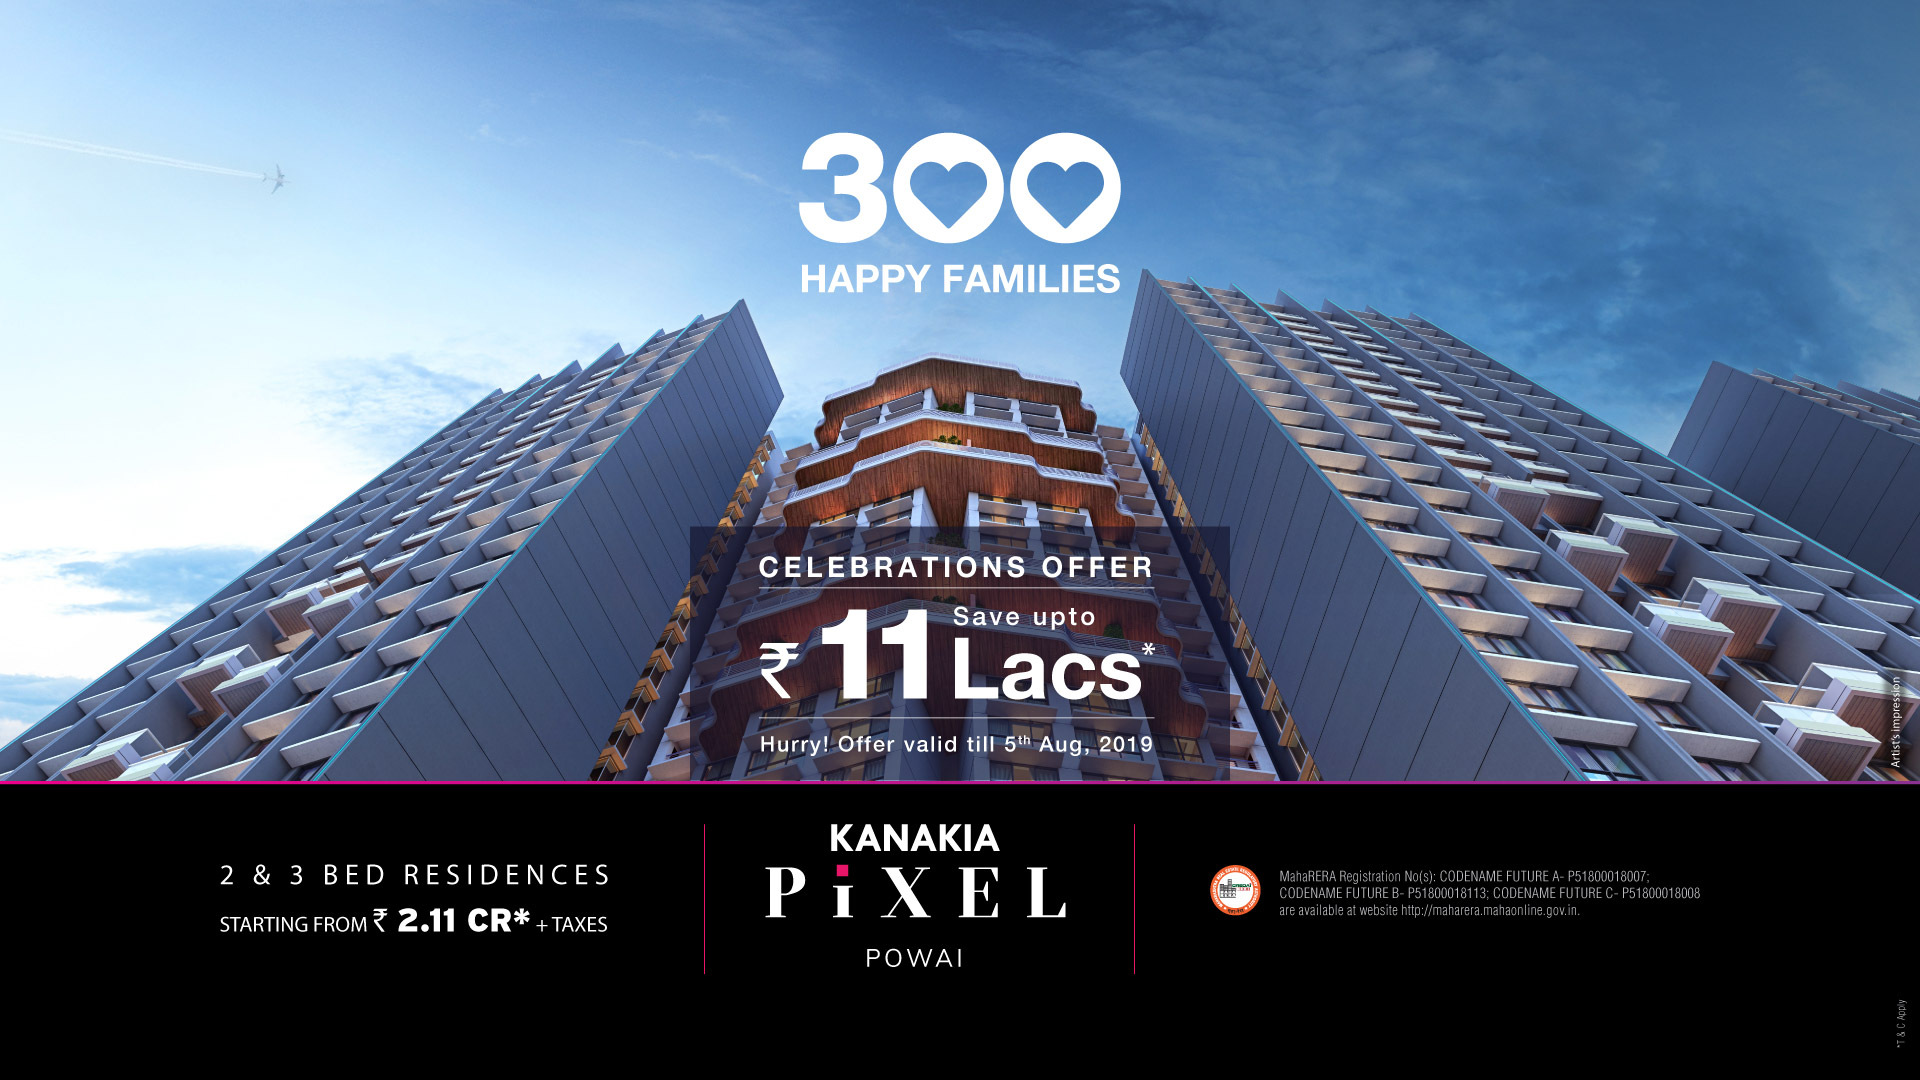 300
HAPPY FAMILIES
CELEBRATIONS OFFER
Save upto
₹ 11 Lacs*
Hurry! Offer valid till 5th Aug, 2019
Artist's impression
2 & 3 BED RESIDENCES
STARTING FROM ₹ 2.11 CR* + TAXES
KANAKIA
PiXEL
POWAI
MahaRERA Registration No(s): CODENAME FUTURE A- P51800018007;
CODENAME FUTURE B- P51800018113; CODENAME FUTURE C- P51800018008
are available at website http://maharera.mahaonline.gov.in.
*T & C Apply